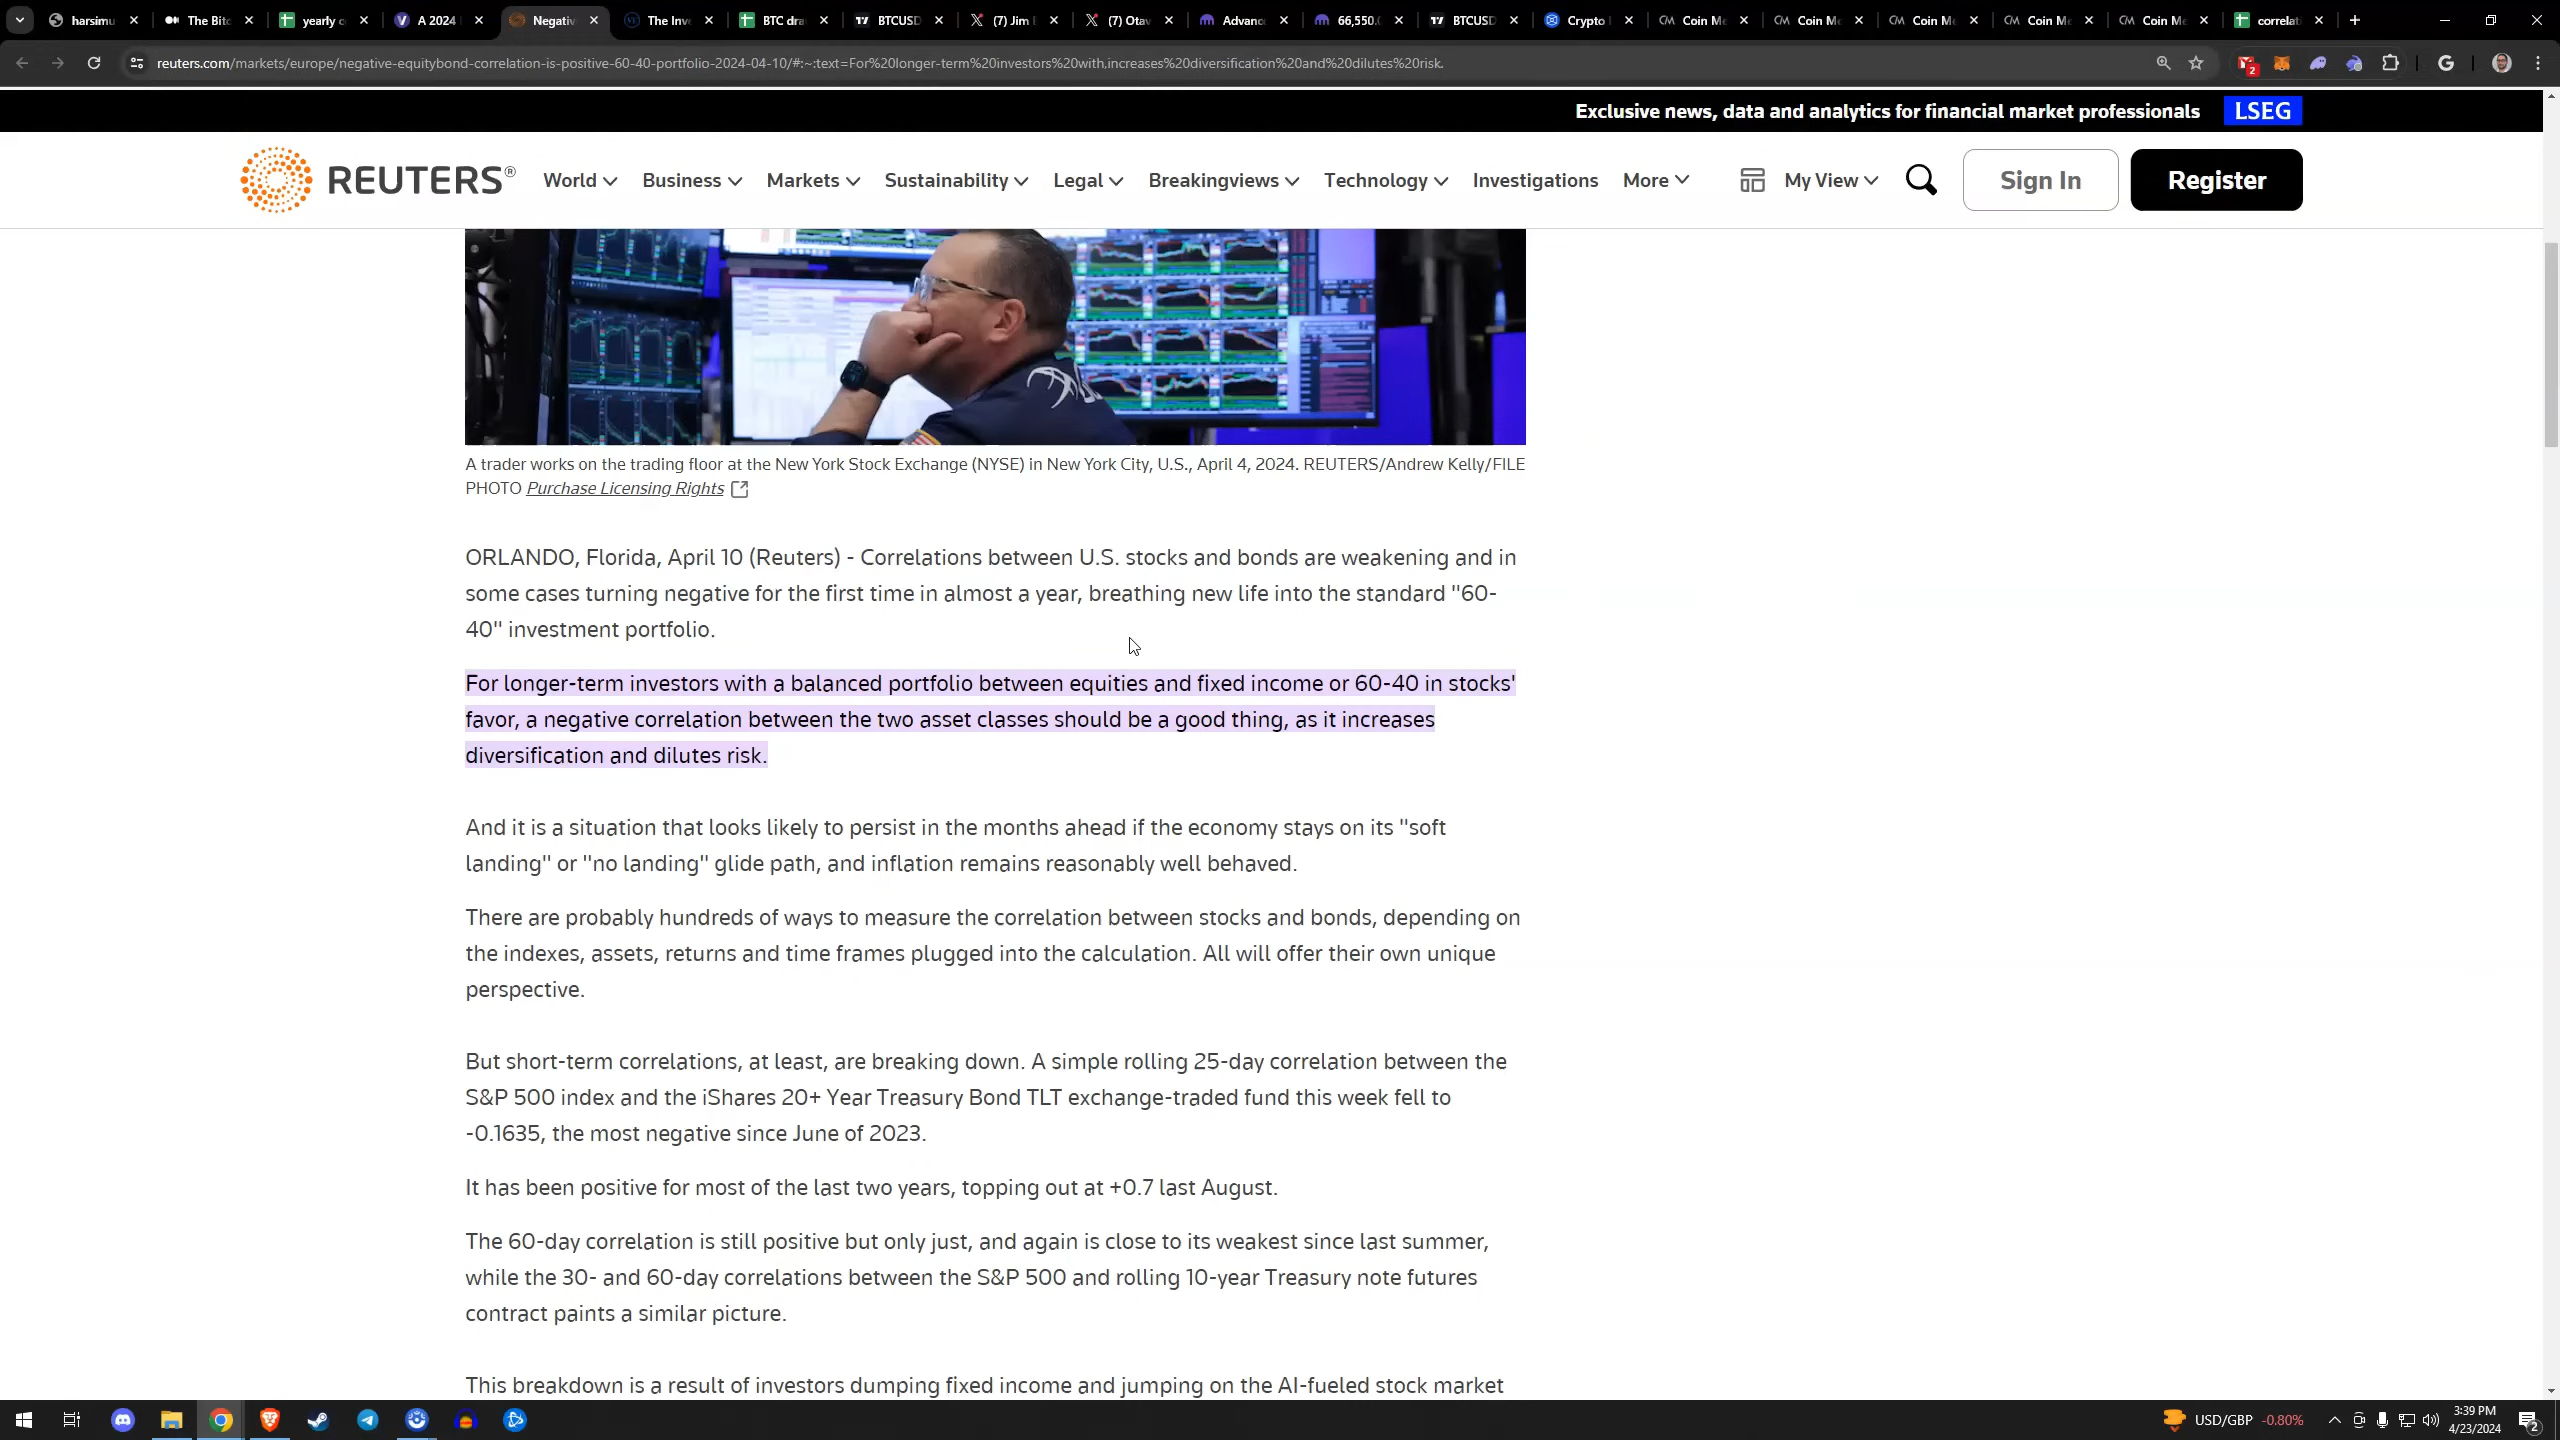 harsimu
The Bitc
yearly c
A 2024
Negativ
The Inve
BTC dra
BTCUSD
(7) Jim
(7) Otav
Advanc
66,550.
BTCUSD
Crypto
Coin Me
Coin Me
Coin Me
Coin Me
Coin Me
correlat
reuters.com/markets/europe/negative-equitybond-correlation-is-positive-60-40-portfolio-2024-04-10/#:~:text=For%20longer-term%20investors%20with,increases%20diversification%20and%20dilutes%20risk.
2
Exclusive news, data and analytics for financial market professionals LSEG
REUTERS® World Business Markets Sustainability Legal Breakingviews Technology Investigations More My View Sign In Register
A trader works on the trading floor at the New York Stock Exchange (NYSE) in New York City, U.S., April 4, 2024. REUTERS/Andrew Kelly/FILE
PHOTO Purchase Licensing Rights
ORLANDO, Florida, April 10 (Reuters) - Correlations between U.S. stocks and bonds are weakening and in
some cases turning negative for the first time in almost a year, breathing new life into the standard "60-
40" investment portfolio.
For longer-term investors with a balanced portfolio between equities and fixed income or 60-40 in stocks'
favor, a negative correlation between the two asset classes should be a good thing, as it increases
diversification and dilutes risk.
And it is a situation that looks likely to persist in the months ahead if the economy stays on its "soft
landing" or "no landing" glide path, and inflation remains reasonably well behaved.
There are probably hundreds of ways to measure the correlation between stocks and bonds, depending on
the indexes, assets, returns and time frames plugged into the calculation. All will offer their own unique
perspective.
But short-term correlations, at least, are breaking down. A simple rolling 25-day correlation between the
S&P 500 index and the iShares 20+ Year Treasury Bond TLT exchange-traded fund this week fell to
-0.1635, the most negative since June of 2023.
It has been positive for most of the last two years, topping out at +0.7 last August.
The 60-day correlation is still positive but only just, and again is close to its weakest since last summer,
while the 30- and 60-day correlations between the S&P 500 and rolling 10-year Treasury note futures
contract paints a similar picture.
This breakdown is a result of investors dumping fixed income and jumping on the AI-fueled stock market
USD/GBP -0.80%
3:39 PM
4/23/2024
2